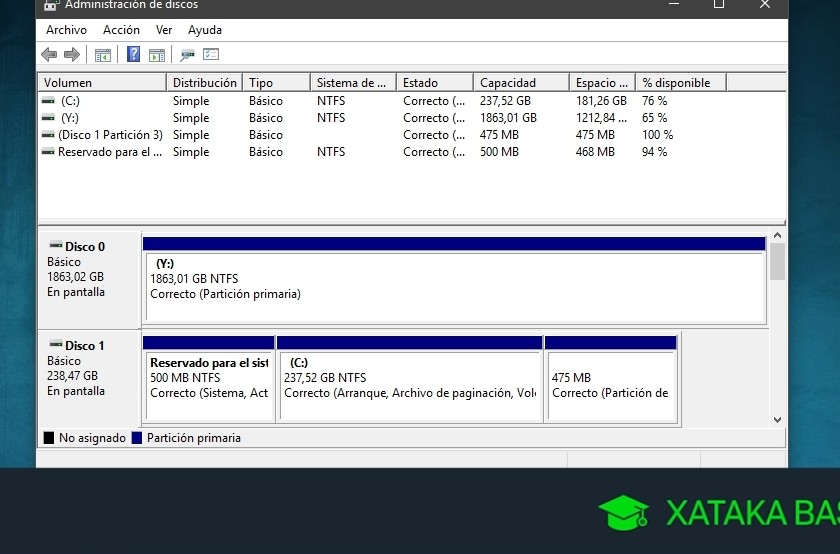 Administración de discos
Archivo Acción Ver Ayuda
Volumen Distribución Tipo Sistema de ... Estado Capacidad Espacio ... % disponible
(C:) Simple Básico NTFS Correcto (... 237,52 GB 181,26 GB 76 %
(Y:) Simple Básico NTFS Correcto (... 1863,01 GB 1212,84 ... 65 %
(Disco 1 Partición 3) Simple Básico Correcto (... 475 MB 475 MB 100 %
Reservado para el ... Simple Básico NTFS Correcto (... 500 MB 468 MB 94 %
Disco 0
Básico
1863,02 GB
En pantalla
(Y:)
1863,01 GB NTFS
Correcto (Partición primaria)
Disco 1
Básico
238,47 GB
En pantalla
Reservado para el sist
500 MB NTFS
Correcto (Sistema, Act
(C:)
237,52 GB NTFS
Correcto (Arranque, Archivo de paginación, Vol
475 MB
Correcto (Partición de
No asignado Partición primaria
XATAKA BAS